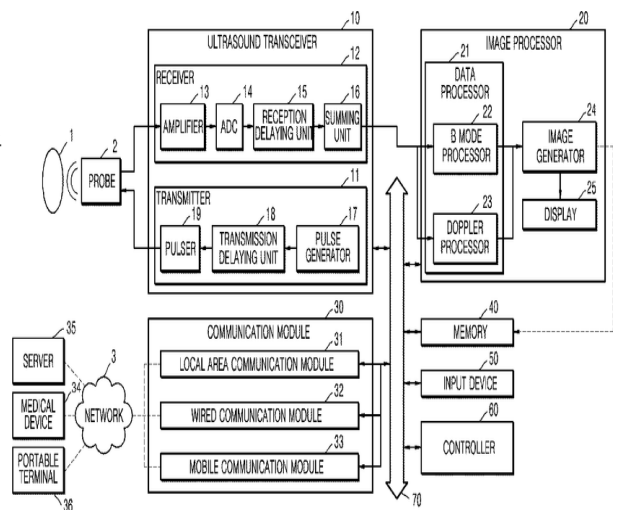 10
ULTRASOUND TRANSCEIVER
12
RECEIVER
13
AMPLIFIER
14
ADC
15
RECEPTION
DELAYING UNIT
16
SUMMING
UNIT
1
2
PROBE
11
TRANSMITTER
19
PULSER
18
TRANSMISSION
DELAYING UNIT
17
PULSE
GENERATOR
20
IMAGE PROCESSOR
21
DATA
PROCESSOR
22
B MODE
PROCESSOR
23
DOPPLER
PROCESSOR
24
IMAGE
GENERATOR
25
DISPLAY
30
COMMUNICATION MODULE
31
LOCAL AREA COMMUNICATION MODULE
32
WIRED COMMUNICATION MODULE
33
MOBILE COMMUNICATION MODULE
35
SERVER
34
MEDICAL
DEVICE
PORTABLE
TERMINAL
36
3
NETWORK
40
MEMORY
50
INPUT DEVICE
60
CONTROLLER
70